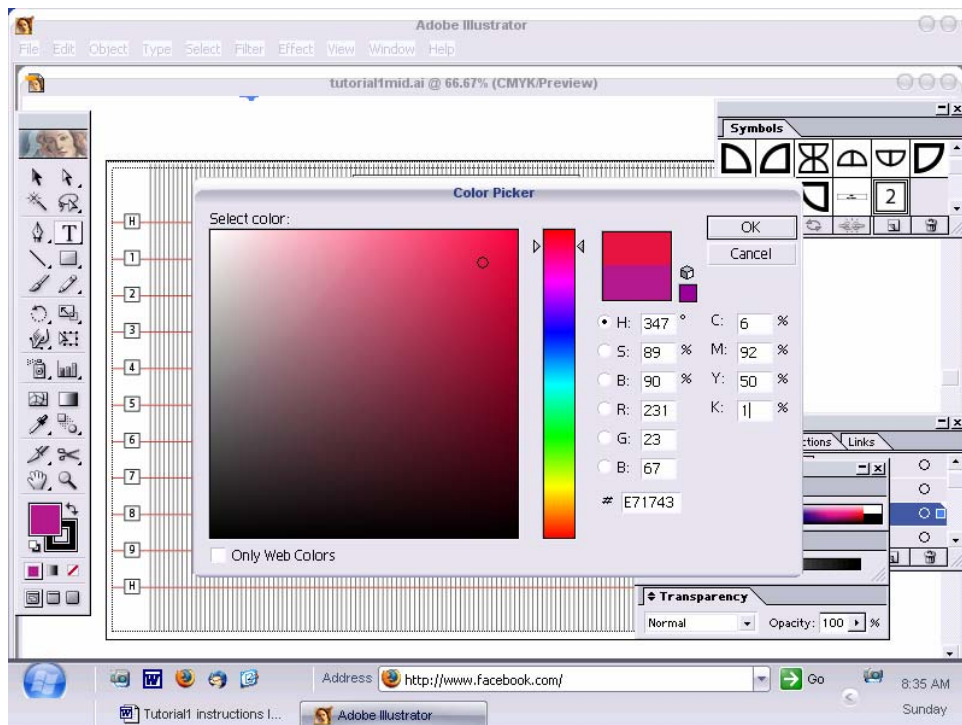 Adobe Illustrator
File Edit Object Type Select Filter Effect View Window Help
tutorial1mid.ai @ 66.67% (CMYK/Preview)
Symbols
2
Color Picker
Select color:
OK
Cancel
H: 347 ° C: 6 %
S: 89 % M: 92 %
B: 90 % Y: 50 %
R: 231 K: 1 %
G: 23
B: 67
# E71743
Only Web Colors
T
H
1
2
3
4
5
6
7
8
9
H
ctions Links
Transparency
Normal Opacity: 100 %
Address http://www.facebook.com/ Go
8:35 AM
Sunday
Tutorial1 instructions I...
Adobe Illustrator